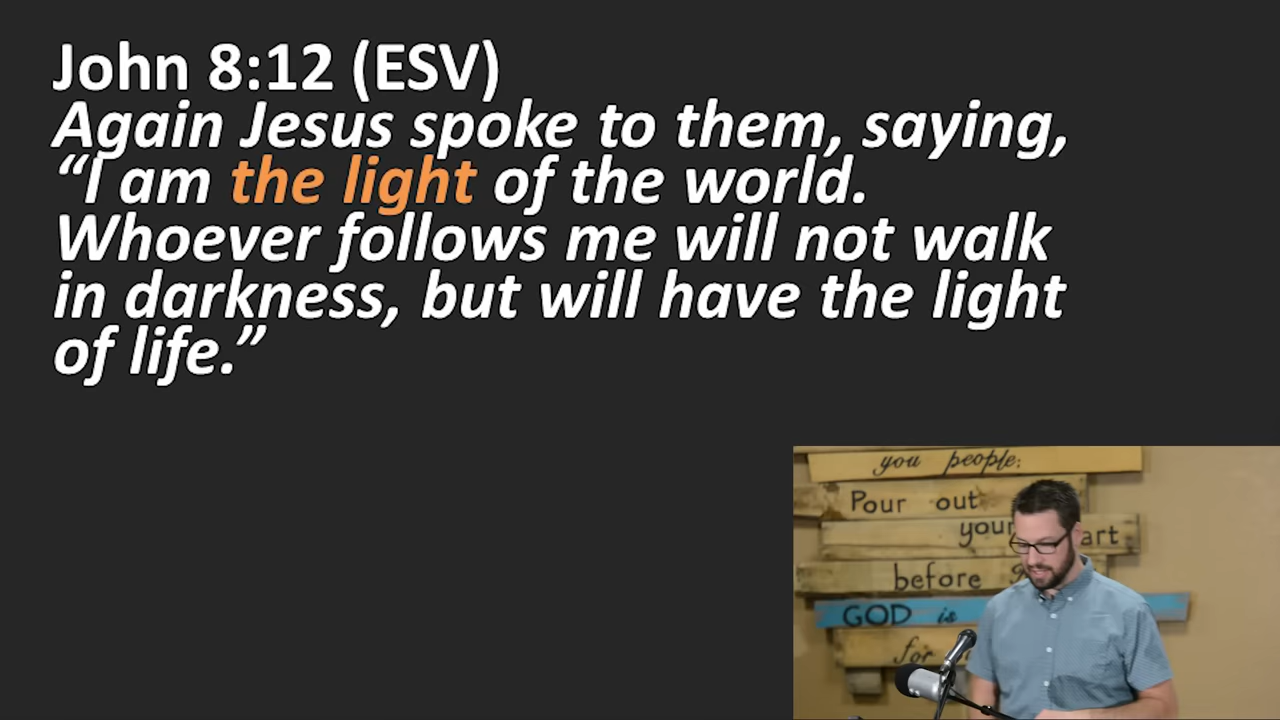 John 8:12 (ESV)
Again Jesus spoke to them, saying,
“I am the light of the world.
Whoever follows me will not walk
in darkness, but will have the light
of life.”
you people:
Pour out
your
art
before
GOD is
for